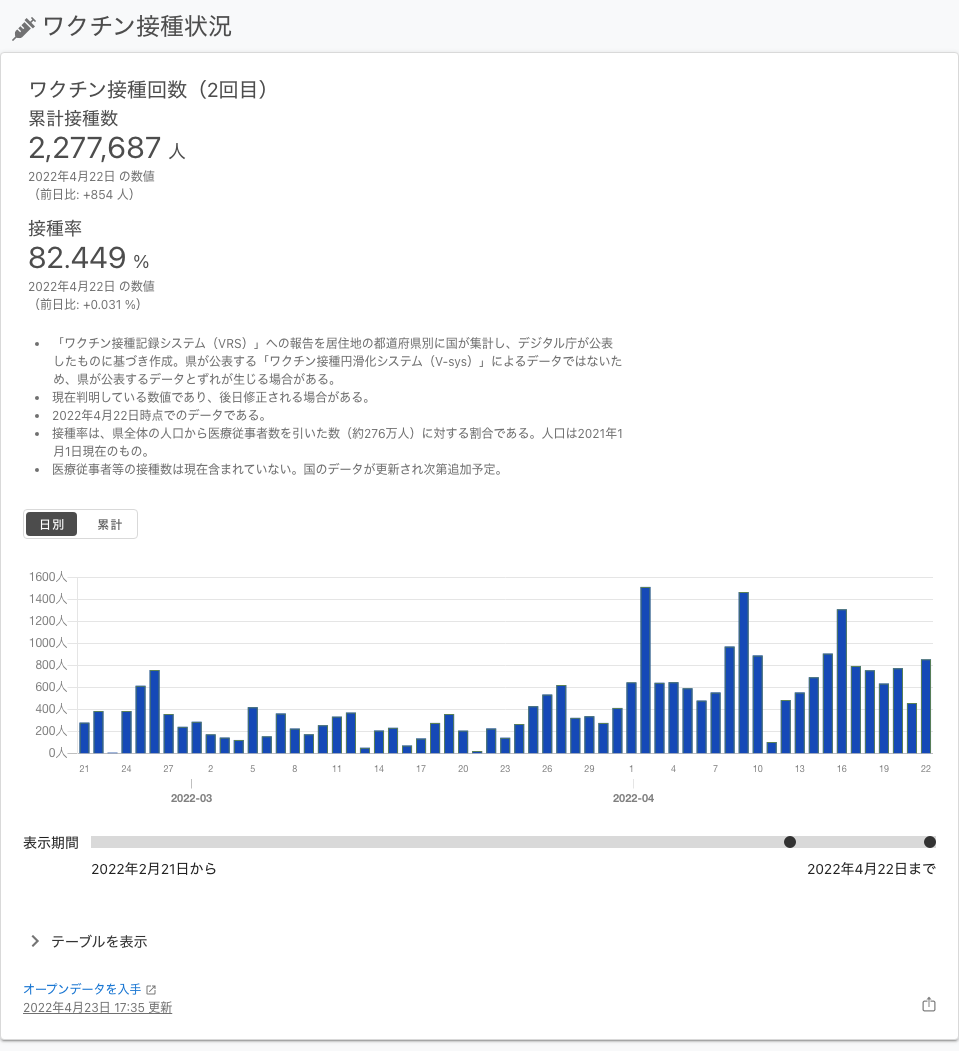 ワクチン接種状況
ワクチン接種回数（2回目）
累計接種数
2,277,687 人
2022年4月22日 の数値
（前日比: +854 人）
接種率
82.449 %
2022年4月22日 の数値
（前日比: +0.031 %）
• 「ワクチン接種記録システム（VRS）」への報告を居住地の都道府県別に国が集計し、デジタル庁が公表
したものに基づき作成。県が公表する「ワクチン接種円滑化システム（V-sys）」によるデータではないた
め、県が公表するデータとずれが生じる場合がある。
• 現在判明している数値であり、後日修正される場合がある。
• 2022年4月22日時点でのデータである。
• 接種率は、県全体の人口から医療従事者数を引いた数（約276万人）に対する割合である。人口は2021年1
月1日現在のもの。
• 医療従事者等の接種数は現在含まれていない。国のデータが更新され次第追加予定。
日別 累計
1600人
1400人
1200人
1000人
800人
600人
400人
200人
0人
21 24 27 2 5 8 11 14 17 20 23 26 29 1 4 7 10 13 16 19 22
2022-03 2022-04
表示期間
2022年2月21日から 2022年4月22日まで
テーブルを表示
オープンデータを入手
2022年4月23日 17:35 更新